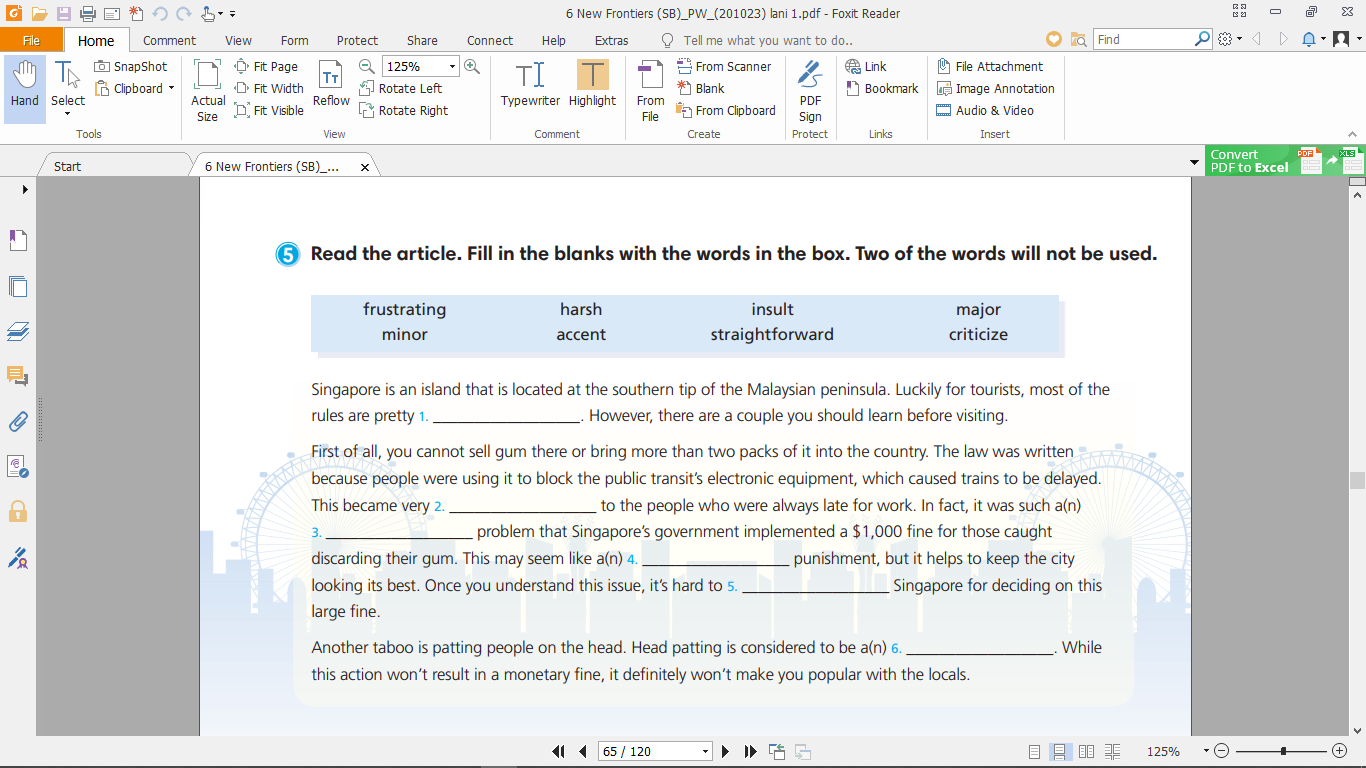 6 New Frontiers (SB)_PW_(201023) lani 1.pdf - Foxit Reader
File Home Comment View Form Protect Share Connect Help Extras Tell me what you want to do.. Find
Hand
Select
SnapShot
Clipboard
Tools
Actual Size
Fit Page
Fit Width
Fit Visible
Reflow
125%
Rotate Left
Rotate Right
View
Typewriter
Highlight
Comment
From File
From Scanner
Blank
From Clipboard
Create
PDF Sign
Protect
Link
Bookmark
Links
File Attachment
Image Annotation
Audio & Video
Insert
Start
6 New Frontiers (SB)_...
Convert
PDF to Excel
PDF
XLS
5 Read the article. Fill in the blanks with the words in the box. Two of the words will not be used.
frustrating harsh insult major
minor accent straightforward criticize
Singapore is an island that is located at the southern tip of the Malaysian peninsula. Luckily for tourists, most of the
rules are pretty 1. __________________. However, there are a couple you should learn before visiting.
First of all, you cannot sell gum there or bring more than two packs of it into the country. The law was written
because people were using it to block the public transit's electronic equipment, which caused trains to be delayed.
This became very 2. __________________ to the people who were always late for work. In fact, it was such a(n)
3. __________________ problem that Singapore's government implemented a $1,000 fine for those caught
discarding their gum. This may seem like a(n) 4. __________________ punishment, but it helps to keep the city
looking its best. Once you understand this issue, it's hard to 5. __________________ Singapore for deciding on this
large fine.
Another taboo is patting people on the head. Head patting is considered to be a(n) 6. __________________. While
this action won't result in a monetary fine, it definitely won't make you popular with the locals.
65 / 120
125%